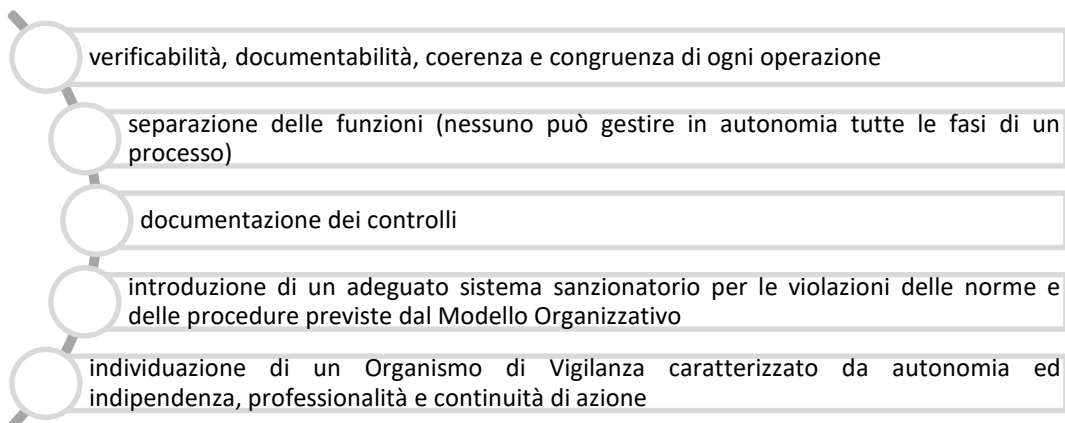 verificabilità, documentabilità, coerenza e congruenza di ogni operazione
separazione delle funzioni (nessuno può gestire in autonomia tutte le fasi di un
processo)
documentazione dei controlli
introduzione di un adeguato sistema sanzionatorio per le violazioni delle norme e
delle procedure previste dal Modello Organizzativo
individuazione di un Organismo di Vigilanza caratterizzato da autonomia ed
indipendenza, professionalità e continuità di azione